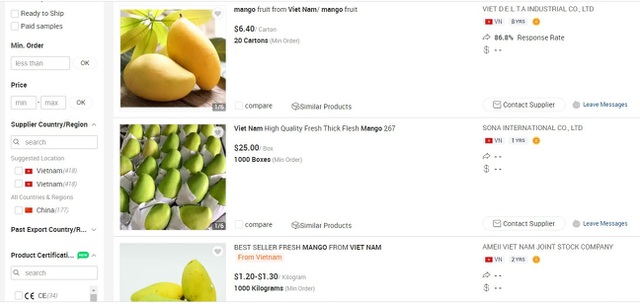 Ready to Ship
Paid samples
Min. Order
less than
OK
Price
min - max
OK
Supplier Country/Region
search
Suggested Location
Vietnam(418)
Vietnam(418)
All Countries & Regions
China(177)
Past Export Country/R...
Product Certificati...
search
CE CE(34)
mango fruit from Viet Nam/ mango fruit
$6.40/ Carton
20 Cartons (Min Order)
1/5
compare
Similar Products
VIET D.E.L.T.A INDUSTRIAL CO., LTD
VN 8 YRS
86.8% Response Rate
$ - -
Contact Supplier
Leave Messages
Viet Nam High Quality Fresh Thick Flesh Mango 267
$25.00/ Box
1000 Boxes (Min Order)
1/6
compare
Similar Products
SONA INTERNATIONAL CO., LTD
VN 1 YRS
- -
$ - -
Contact Supplier
Leave Messages
BEST SELLER FRESH MANGO FROM VIET NAM
From Vietnam
$1.20-$1.30/ Kilogram
1000 Kilograms (Min Order)
AMEII VIET NAM JOINT STOCK COMPANY
VN 2 YRS
- -
$ - -